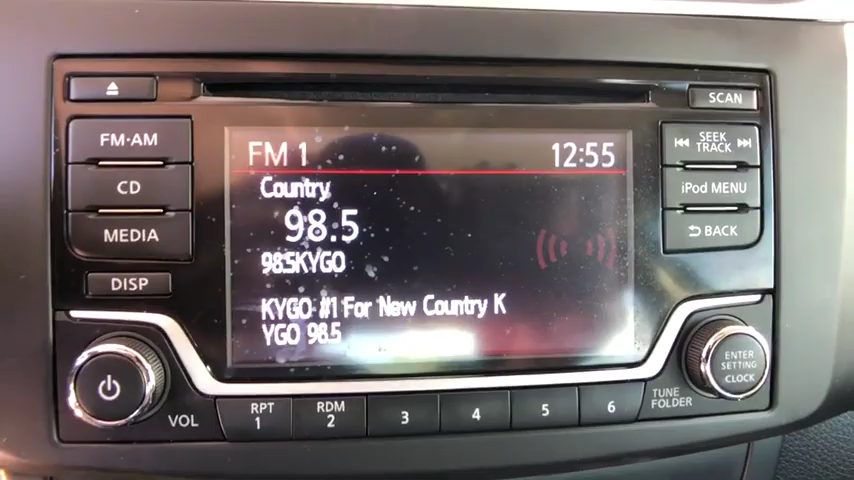 SCAN
FM·AM
CD
MEDIA
DISP
FM 1 12:55
Country
98.5
98.5KYGO
KYGO #1 For New Country K
YGO 98.5
SEEK
TRACK
iPod MENU
BACK
VOL
RPT
1
RDM
2
3
4
5
6
TUNE
FOLDER
ENTER
SETTING
CLOCK